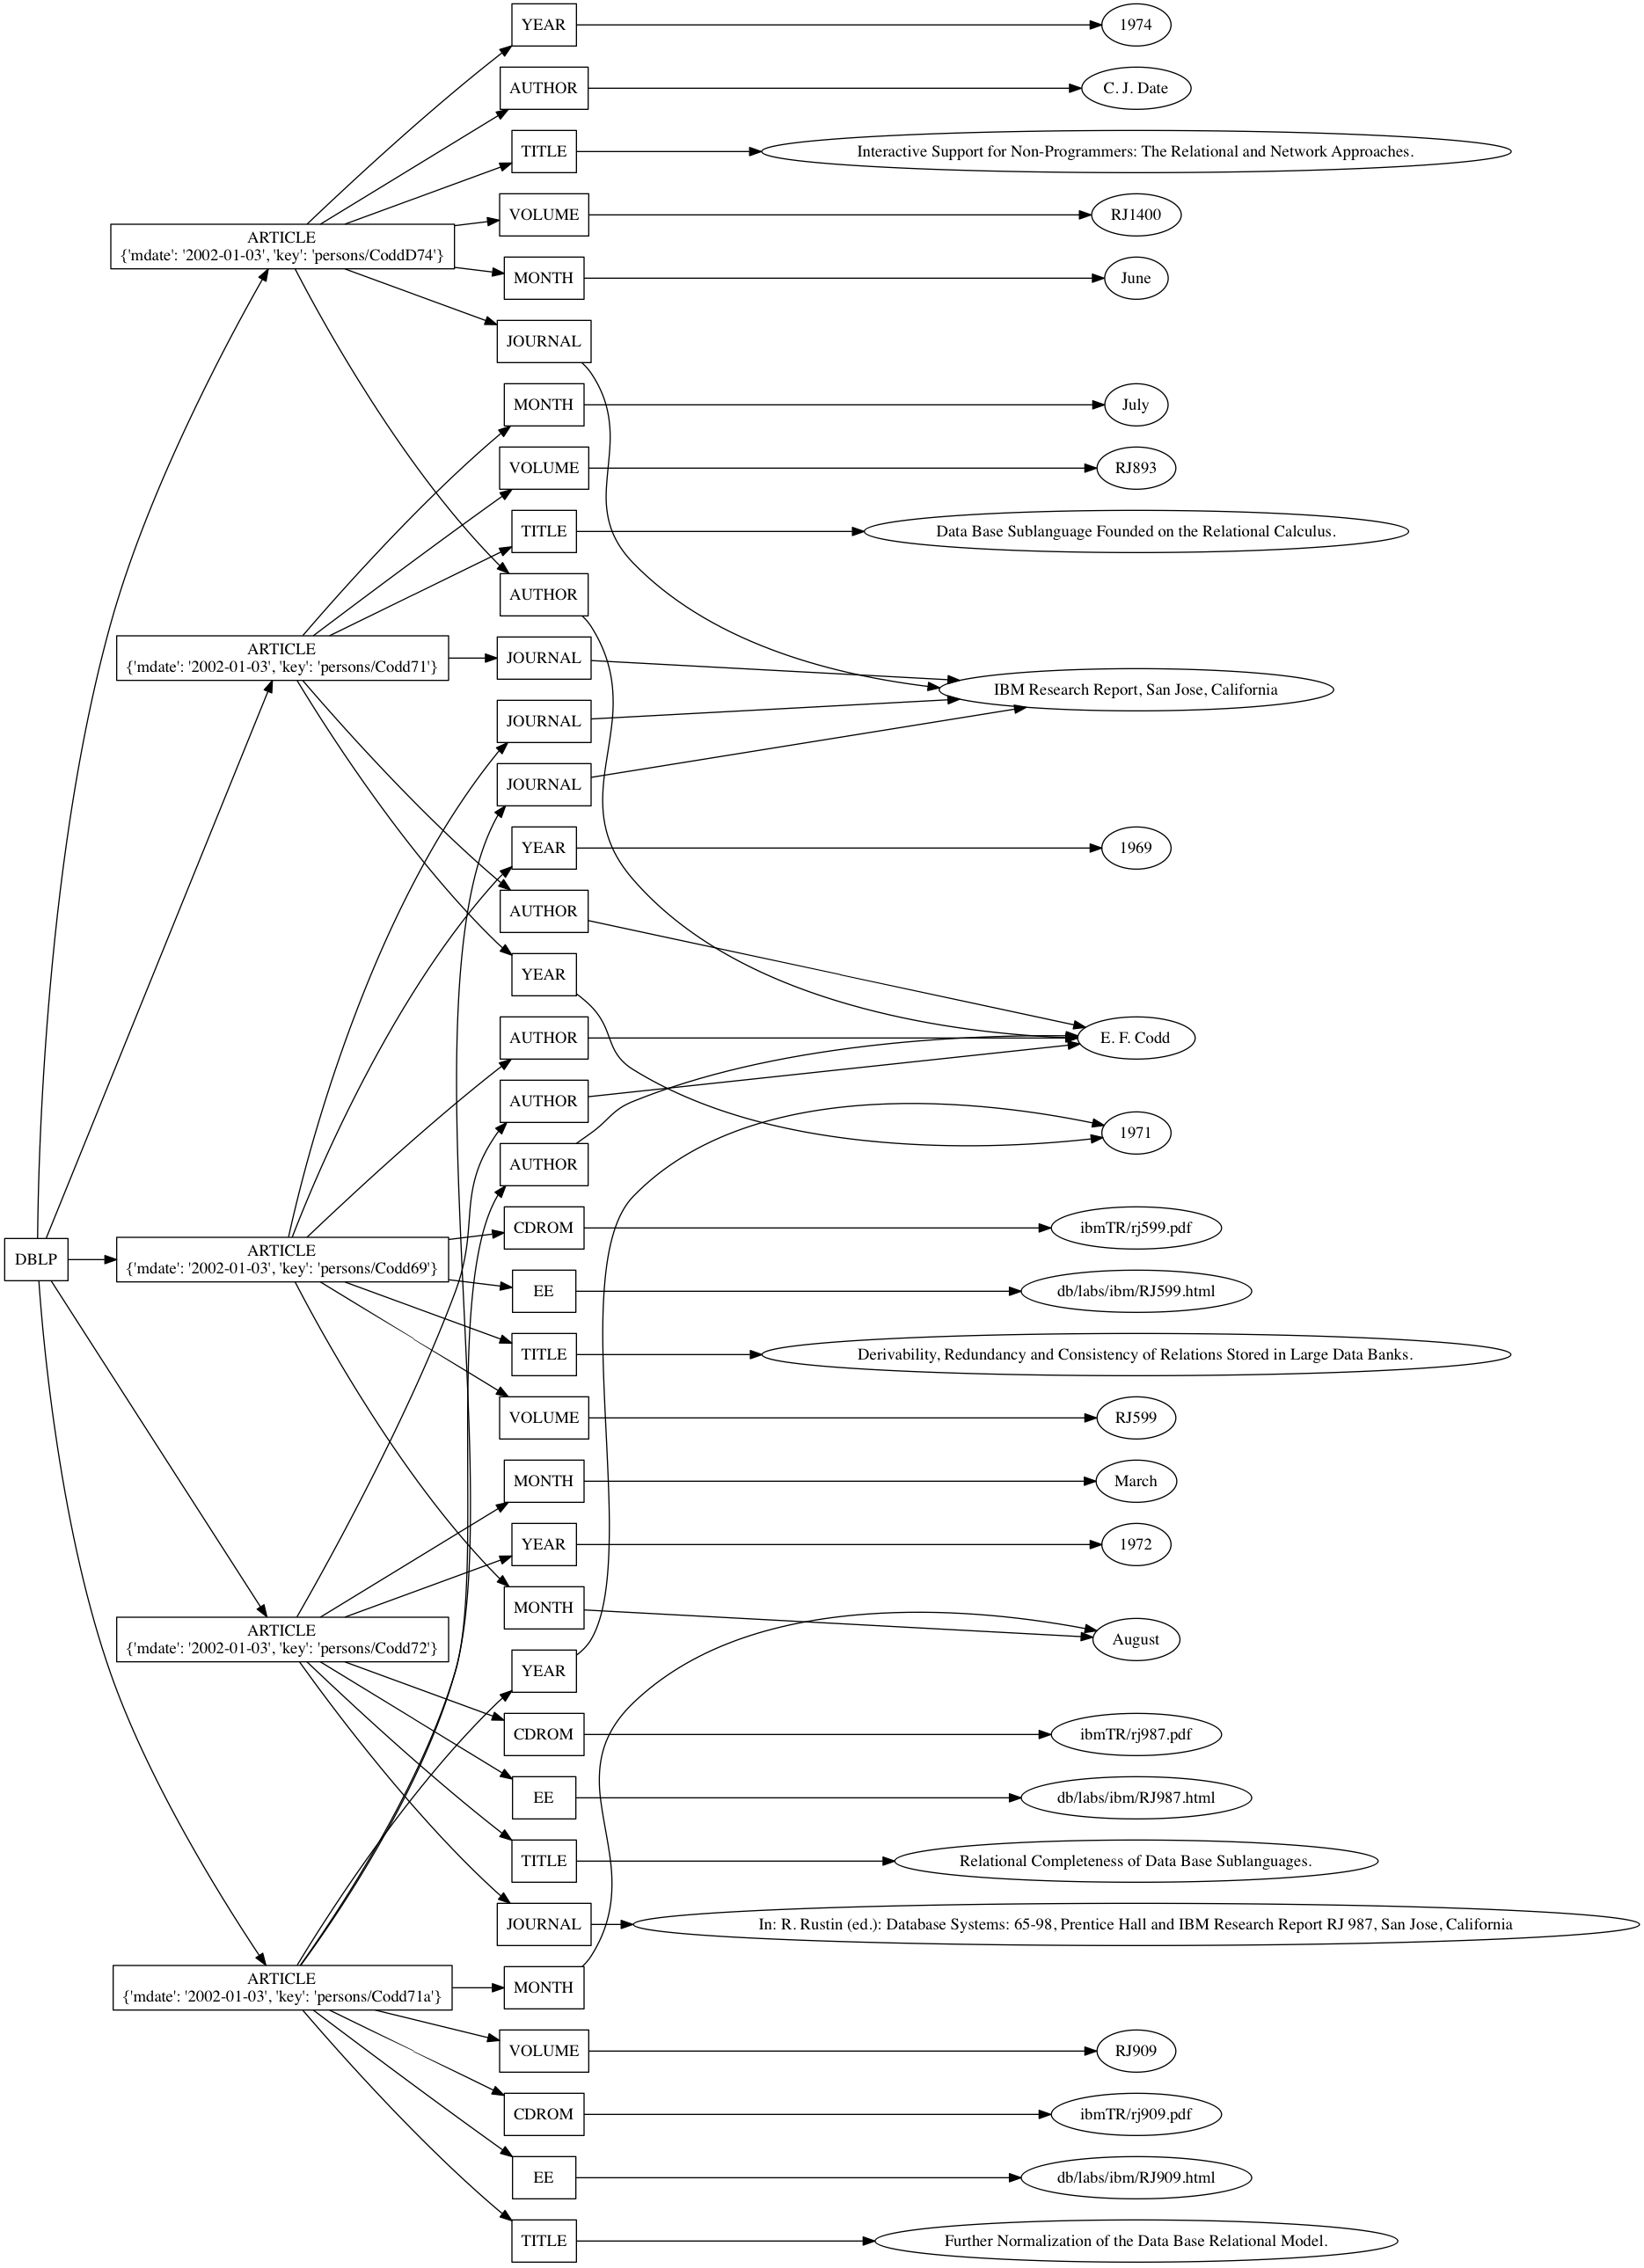 YEAR
1974
AUTHOR
C. J. Date
TITLE
Interactive Support for Non-Programmers: The Relational and Network Approaches.
VOLUME
RJ1400
ARTICLE
{'mdate': '2002-01-03', 'key': 'persons/CoddD74'}
MONTH
June
JOURNAL
MONTH
July
VOLUME
RJ893
TITLE
Data Base Sublanguage Founded on the Relational Calculus.
AUTHOR
ARTICLE
{'mdate': '2002-01-03', 'key': 'persons/Codd71'}
JOURNAL
IBM Research Report, San Jose, California
JOURNAL
JOURNAL
YEAR
1969
AUTHOR
YEAR
AUTHOR
E. F. Codd
AUTHOR
1971
AUTHOR
CDROM
ibmTR/rj599.pdf
DBLP
ARTICLE
{'mdate': '2002-01-03', 'key': 'persons/Codd69'}
EE
db/labs/ibm/RJ599.html
TITLE
Derivability, Redundancy and Consistency of Relations Stored in Large Data Banks.
VOLUME
RJ599
MONTH
March
YEAR
1972
MONTH
August
ARTICLE
{'mdate': '2002-01-03', 'key': 'persons/Codd72'}
YEAR
CDROM
ibmTR/rj987.pdf
EE
db/labs/ibm/RJ987.html
TITLE
Relational Completeness of Data Base Sublanguages.
JOURNAL
In: R. Rustin (ed.): Database Systems: 65-98, Prentice Hall and IBM Research Report RJ 987, San Jose, California
ARTICLE
{'mdate': '2002-01-03', 'key': 'persons/Codd71a'}
MONTH
VOLUME
RJ909
CDROM
ibmTR/rj909.pdf
EE
db/labs/ibm/RJ909.html
TITLE
Further Normalization of the Data Base Relational Model.